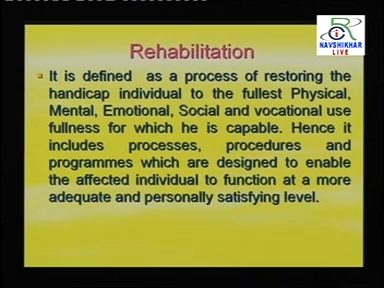 NAVSHIKHAR
LIVE
Rehabilitation
It is defined as a process of restoring the
handicap individual to the fullest Physical,
Mental, Emotional, Social and vocational use
fullness for which he is capable. Hence it
includes processes, procedures and
programmes which are designed to enable
the affected individual to function at a more
adequate and personally satisfying level.